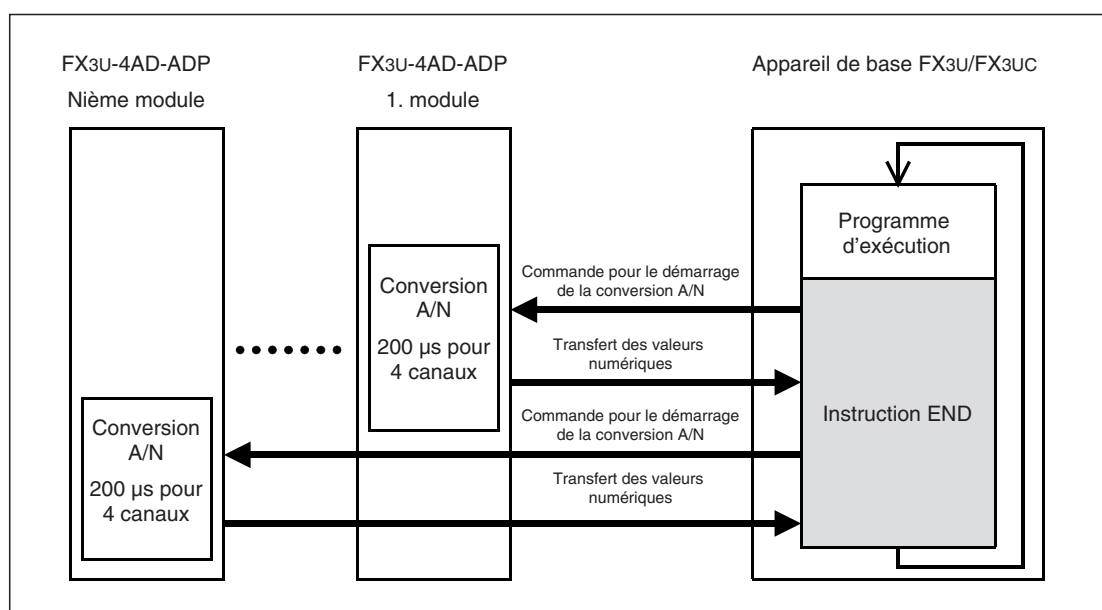 FX3U-4AD-ADP
Nième module
FX3U-4AD-ADP
1. module
Appareil de base FX3U/FX3UC
Programme
d'exécution
Commande pour le démarrage
de la conversion A/N
Conversion
A/N
200 µs pour
4 canaux
Transfert des valeurs
numériques
Instruction END
Commande pour le démarrage
de la conversion A/N
Conversion
A/N
200 µs pour
4 canaux
Transfert des valeurs
numériques